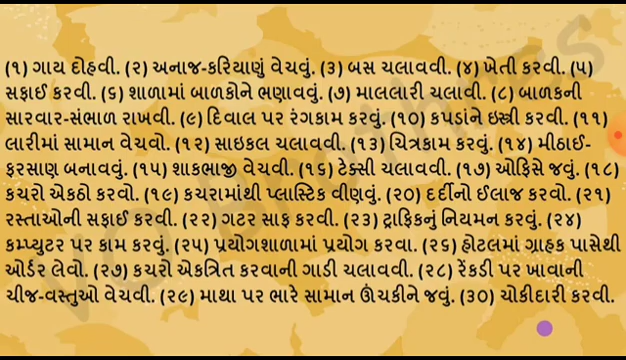 (૧) ગાય દોહવી. (૨) અનાજ-કરિયાણું વેચવું. (૩) બસ ચલાવવી. (૪) ખેતી કરવી. (૫)
સફાઈ કરવી. (૬) શાળામાં બાળકોને ભણાવવું. (૭) માલલારી ચલાવી. (૮) બાળકની
સારવાર-સંભાળ રાખવી. (૯) દિવાલ પર રંગકામ કરવું. (૧૦) કપડાંને ઇસ્ત્રી કરવી. (૧૧)
લારીમાં સામાન વેચવો. (૧૨) સાઇકલ ચલાવવી. (૧૩) ચિત્રકામ કરવું. (૧૪) મીઠાઈ-
ફરસાણ બનાવવું. (૧૫) શાકભાજી વેચવી. (૧૬) ટેક્સી ચલાવવી. (૧૭) ઓફિસે જવું. (૧૮)
કચરો એકઠો કરવો. (૧૯) કચરામાંથી પ્લાસ્ટિક વીણવું. (૨૦) દર્દીનો ઈલાજ કરવો. (૨૧)
રસ્તાઓની સફાઈ કરવી. (૨૨) ગટર સાફ કરવી. (૨૩) ટ્રાફિકનું નિયમન કરવું. (૨૪)
કમ્પ્યુટર પર કામ કરવું. (૨૫) પ્રયોગશાળામાં પ્રયોગ કરવા. (૨૬) હોટલમાં ગ્રાહક પાસેથી
ઓર્ડર લેવો. (૨૭) કચરો એકત્રિત કરવાની ગાડી ચલાવવી. (૨૮) રેંકડી પર ખાવાની
ચીજ-વસ્તુઓ વેચવી. (૨૯) માથા પર ભારે સામાન ઊંચકીને જવું. (૩૦) ચોકીદારી કરવી.